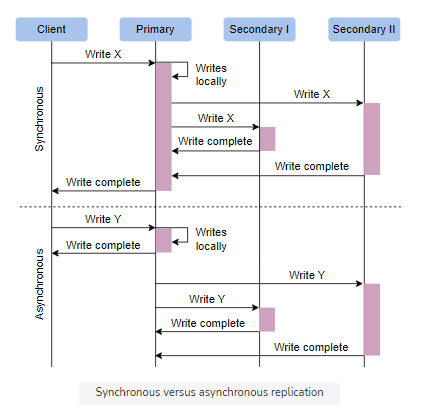 Client
Primary
Secondary I
Secondary II
Synchronous
Write X
Writes
locally
Write X
Write X
Write complete
Write complete
Write complete
Asynchronous
Write Y
Writes
locally
Write complete
Write Y
Write Y
Write complete
Write complete
Synchronous versus asynchronous replication